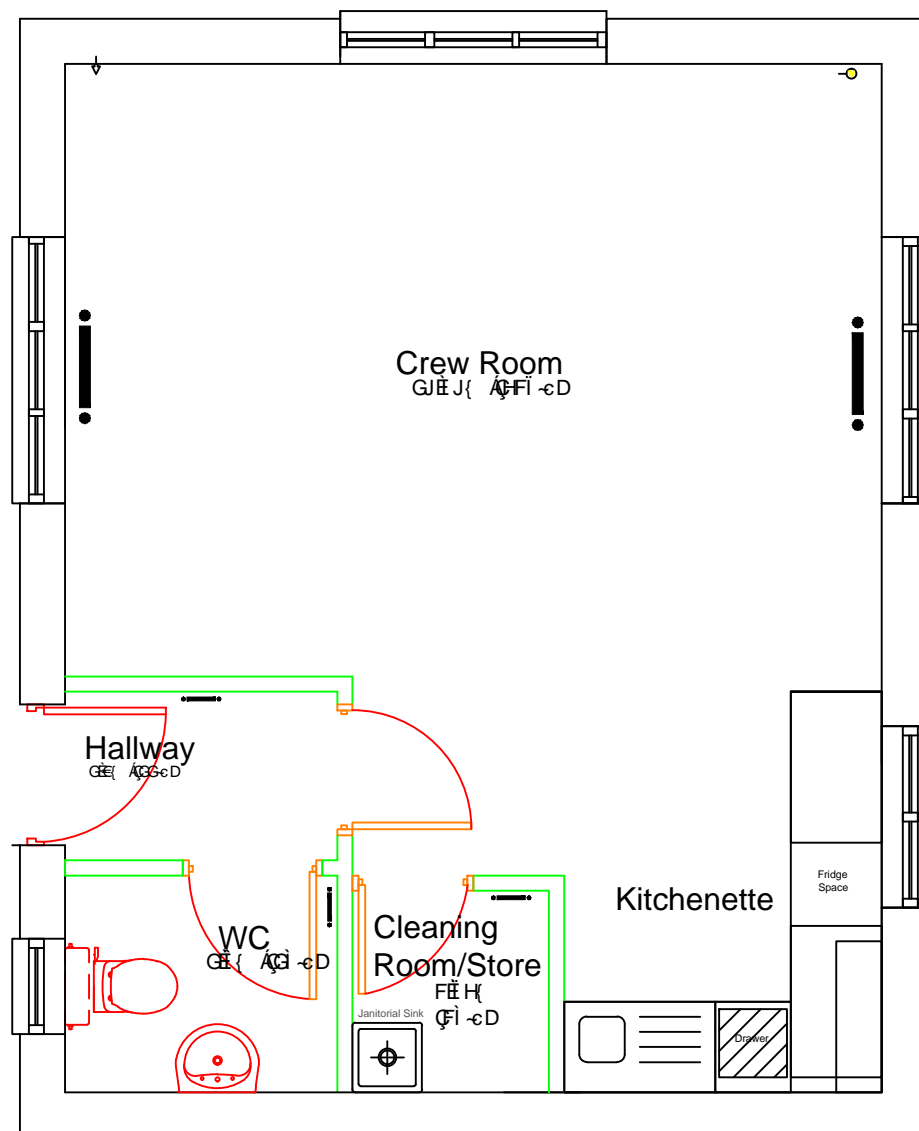 Crew Room
Hallway
Fridge
Space
Kitchenette
WC
Cleaning
Room/Store
Janitorial Sink
Drawer